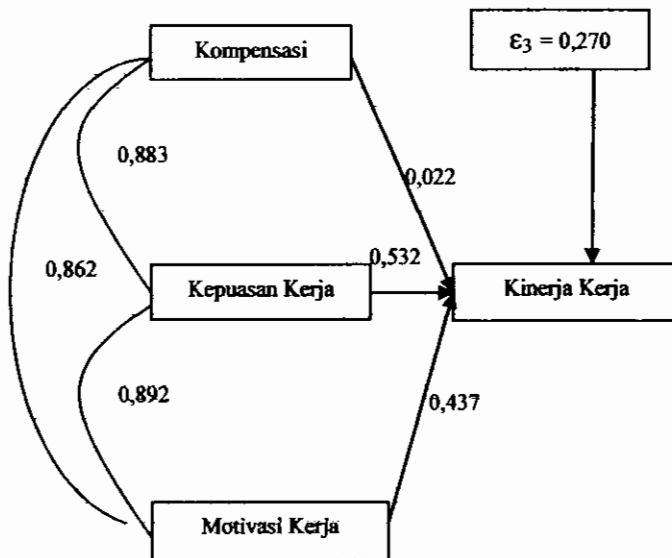 Kompensasi
ε3 = 0,270
0,883
0,022
0,532
0,862
Kepuasan Kerja
Kinerja Kerja
0,892
0,437
Motivasi Kerja